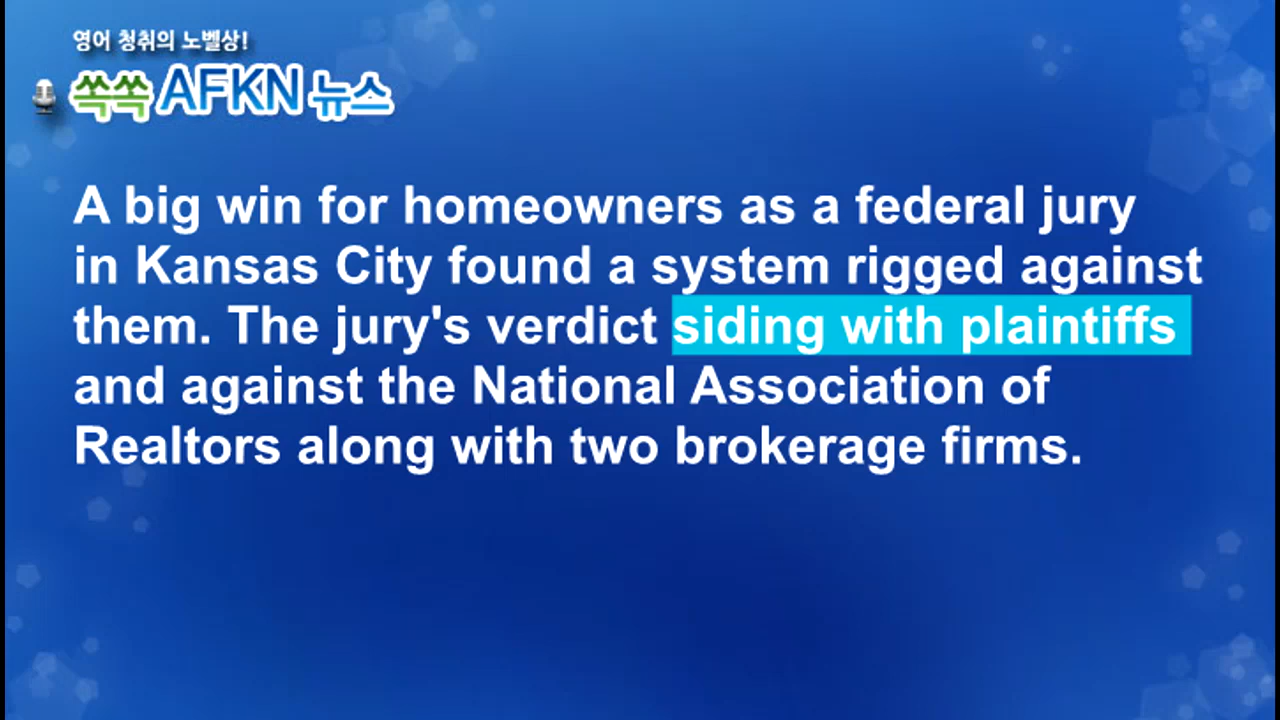 영어 청취의 노벨상!
쏙쏙 AFKN 뉴스
A big win for homeowners as a federal jury
in Kansas City found a system rigged against
them. The jury's verdict siding with plaintiffs
and against the National Association of
Realtors along with two brokerage firms.